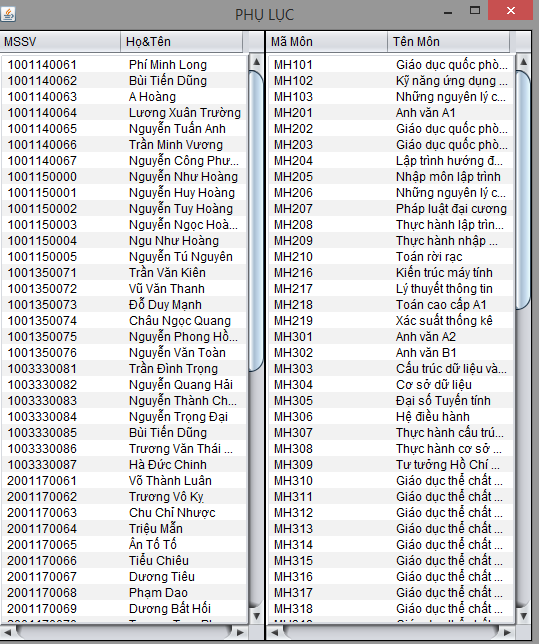 PHỤ LỤC
MSSV Họ&Tên
1001140061 Phí Minh Long
1001140062 Bùi Tiến Dũng
1001140063 A Hoàng
1001140064 Lương Xuân Trường
1001140065 Nguyễn Tuấn Anh
1001140066 Trần Minh Vương
1001140067 Nguyễn Công Phư...
1001150000 Nguyễn Như Hoàng
1001150001 Nguyễn Huy Hoàng
1001150002 Nguyễn Tuy Hoàng
1001150003 Nguyễn Ngọc Hoà...
1001150004 Ngu Như Hoàng
1001150005 Nguyễn Tú Nguyên
1001350071 Trần Văn Kiên
1001350072 Vũ Văn Thanh
1001350073 Đỗ Duy Mạnh
1001350074 Châu Ngọc Quang
1001350075 Nguyễn Phong Hồ...
1001350076 Nguyễn Văn Toàn
1003330081 Trần Đình Trọng
1003330082 Nguyễn Quang Hải
1003330083 Nguyễn Thành Ch...
1003330084 Nguyễn Trọng Đại
1003330085 Bùi Tiến Dũng
1003330086 Trương Văn Thái ...
1003330087 Hà Đức Chinh
2001170061 Võ Thành Luân
2001170062 Trương Vô Kỵ
2001170063 Chu Chỉ Nhược
2001170064 Triệu Mẫn
2001170065 Ân Tố Tố
2001170066 Tiểu Chiêu
2001170067 Dương Tiêu
2001170068 Phạm Dao
2001170069 Dương Bất Hối
Mã Môn Tên Môn
MH101 Giáo dục quốc phò...
MH102 Kỹ năng ứng dụng ...
MH103 Những nguyên lý c...
MH201 Anh văn A1
MH202 Giáo dục quốc phò...
MH203 Giáo dục quốc phò...
MH204 Lập trình hướng đ...
MH205 Nhập môn lập trình
MH206 Những nguyên lý c...
MH207 Pháp luật đại cương
MH208 Thực hành lập trìn...
MH209 Thực hành nhập ...
MH210 Toán rời rạc
MH216 Kiến trúc máy tính
MH217 Lý thuyết thông tin
MH218 Toán cao cấp A1
MH219 Xác suất thống kê
MH301 Anh văn A2
MH302 Anh văn B1
MH303 Cấu trúc dữ liệu và...
MH304 Cơ sở dữ liệu
MH305 Đại số Tuyến tính
MH306 Hệ điều hành
MH307 Thực hành cấu trú...
MH308 Thực hành cơ sở ...
MH309 Tư tưởng Hồ Chí ...
MH310 Giáo dục thể chất ...
MH311 Giáo dục thể chất ...
MH312 Giáo dục thể chất ...
MH313 Giáo dục thể chất ...
MH314 Giáo dục thể chất ...
MH315 Giáo dục thể chất ...
MH316 Giáo dục thể chất ...
MH317 Giáo dục thể chất ...
MH318 Giáo dục thể chất ...